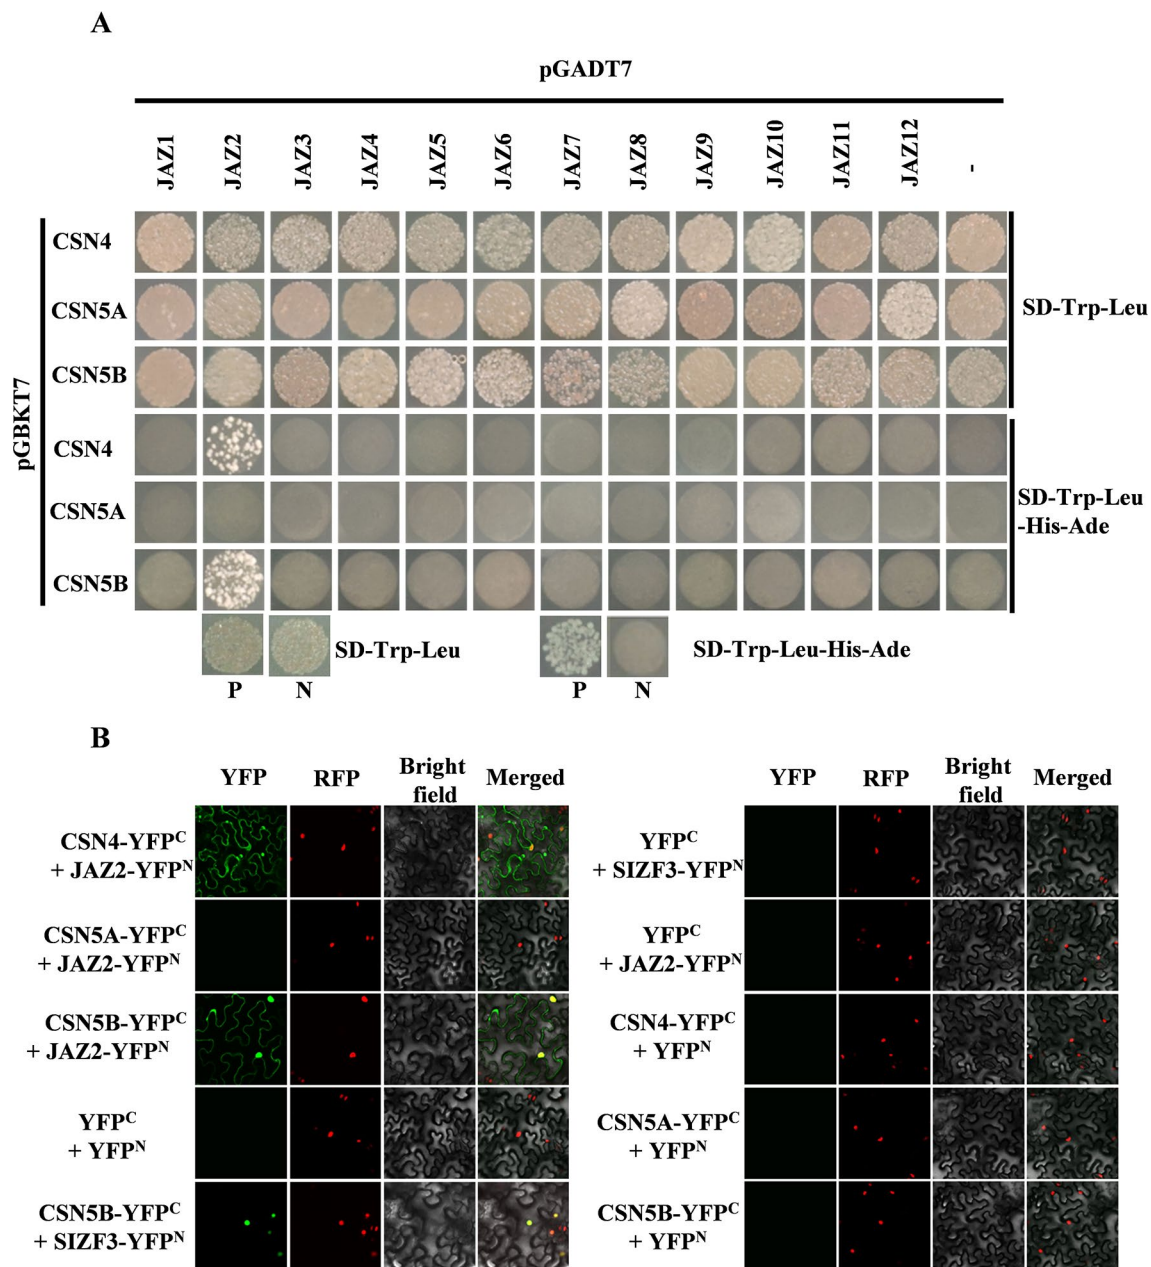 A
pGADT7
JAZ1 JAZ2 JAZ3 JAZ4 JAZ5 JAZ6 JAZ7 JAZ8 JAZ9 JAZ10 JAZ11 JAZ12 -
pGBKT7
CSN4
CSN5A
CSN5B
SD-Trp-Leu
CSN4
CSN5A
CSN5B
SD-Trp-Leu
-His-Ade
SD-Trp-Leu
SD-Trp-Leu-His-Ade
P N P N
B
YFP RFP Bright field Merged
CSN4-YFPC
+ JAZ2-YFPN
CSN5A-YFPC
+ JAZ2-YFPN
CSN5B-YFPC
+ JAZ2-YFPN
YFPC
+ YFPN
CSN5B-YFPC
+ SIZF3-YFPN
YFP RFP Bright field Merged
YFPC
+ SIZF3-YFPN
YFPC
+ JAZ2-YFPN
CSN4-YFPC
+ YFPN
CSN5A-YFPC
+ YFPN
CSN5B-YFPC
+ YFPN